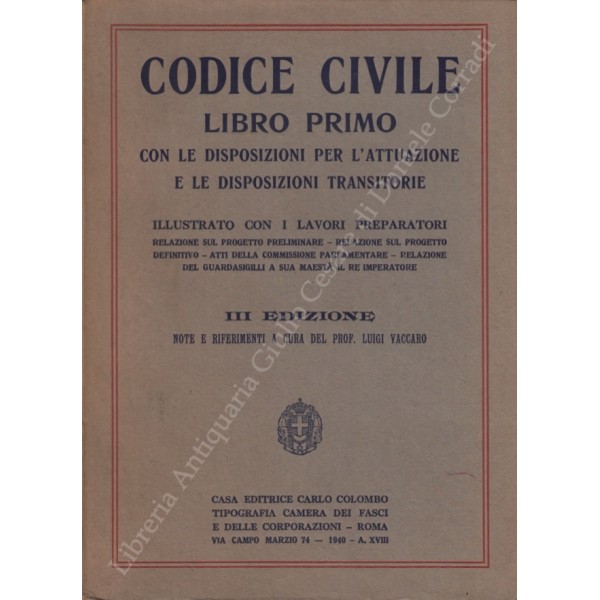 CODICE CIVILE
LIBRO PRIMO
CON LE DISPOSIZIONI PER L'ATTUAZIONE
E LE DISPOSIZIONI TRANSITORIE
ILLUSTRATO CON I LAVORI PREPARATORI
RELAZIONE SUL PROGETTO PRELIMINARE – RELAZIONE SUL PROGETTO
DEFINITIVO – ATTI DELLA COMMISSIONE PARLAMENTARE – RELAZIONE
DEL GUARDASIGILLI A SUA MAESTÀ IL RE IMPERATORE
III EDIZIONE
NOTE E RIFERIMENTI A CURA DEL PROF. LUIGI VACCARO
CASA EDITRICE CARLO COLOMBO
TIPOGRAFIA CAMERA DEI FASCI
E DELLE CORPORAZIONI – ROMA
VIA CAMPO MARZIO 74 — 1940 – A. XVIII
Libreria Antiquaria Giulio Cesare di Daniele Corradi